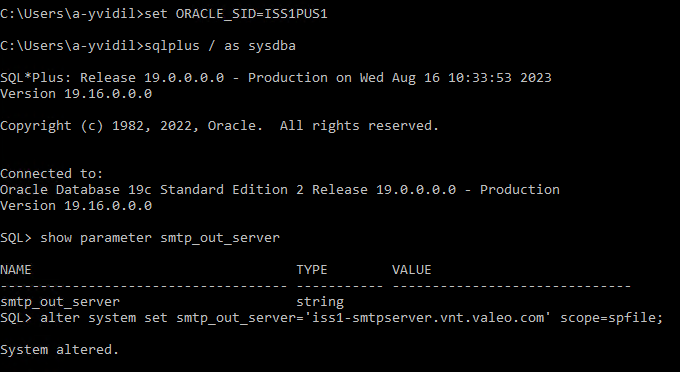 C:\Users\a-yvidil>set ORACLE_SID=ISS1PUS1
C:\Users\a-yvidil>sqlplus / as sysdba
SQL*Plus: Release 19.0.0.0.0 - Production on Wed Aug 16 10:33:53 2023
Version 19.16.0.0.0
Copyright (c) 1982, 2022, Oracle.  All rights reserved.
Connected to:
Oracle Database 19c Standard Edition 2 Release 19.0.0.0.0 - Production
Version 19.16.0.0.0
SQL> show parameter smtp_out_server
NAME                                 TYPE        VALUE
------------------------------------ ----------- ------------------------------
smtp_out_server                      string
SQL> alter system set smtp_out_server='iss1-smtpserver.vnt.valeo.com' scope=spfile;
System altered.